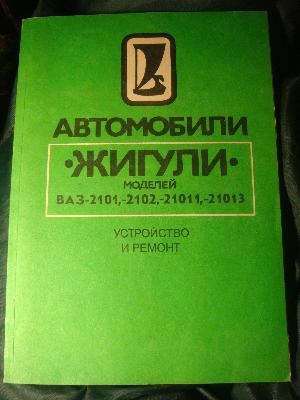 АВТОМОБИЛИ
•ЖИГУЛИ•
МОДЕЛЕЙ
ВАЗ-2101,-2102,-21011,-21013
УСТРОЙСТВО
И РЕМОНТ